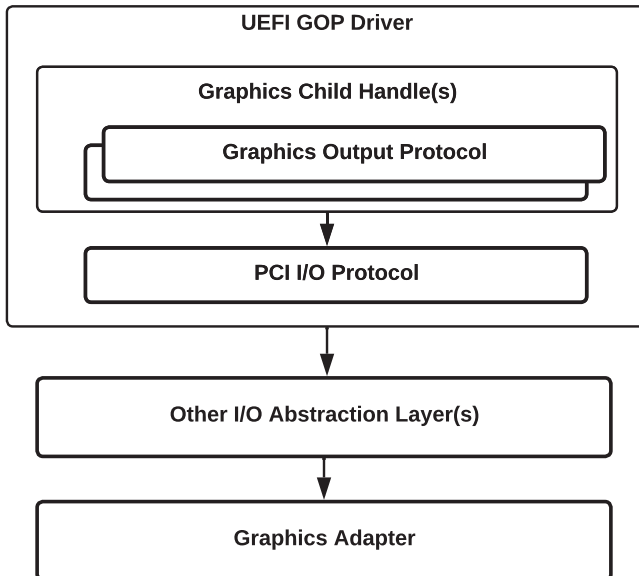 UEFI GOP Driver
Graphics Child Handle(s)
Graphics Output Protocol
PCI I/O Protocol
Other I/O Abstraction Layer(s)
Graphics Adapter